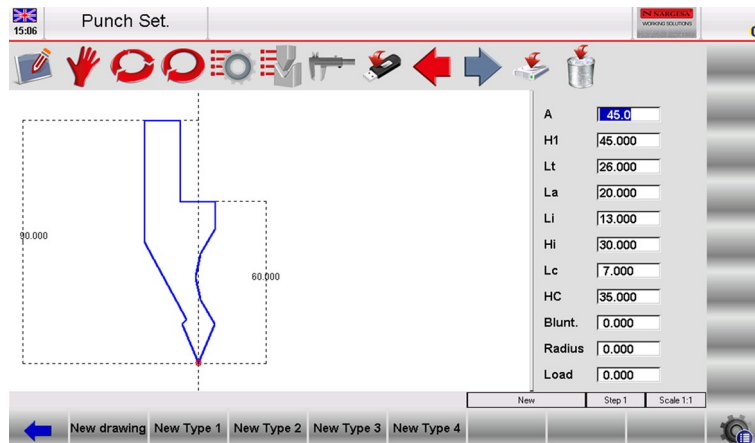 Punch Set.
15:06
NARGESA
WORKING SOLUTIONS
A 45.0
H1 45.000
Lt 26.000
La 20.000
Li 13.000
Hi 30.000
Lc 7.000
HC 35.000
Blunt. 0.000
Radius 0.000
Load 0.000
90.000
60.000
New Step 1 Scale 1:1
New drawing New Type 1 New Type 2 New Type 3 New Type 4